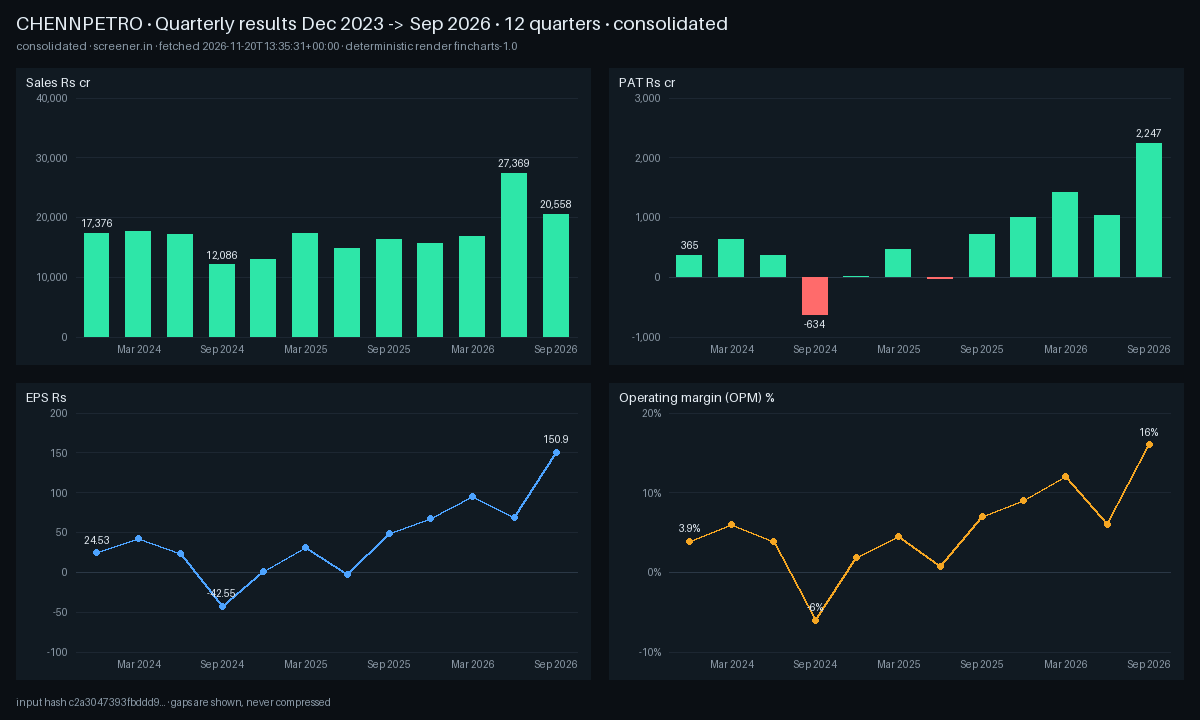 CHENNPETRO · Quarterly results Dec 2023 -> Sep 2026 · 12 quarters · consolidated
consolidated · screener.in · fetched 2026-11-20T13:35:31+00:00 · deterministic render fincharts-1.0
Sales Rs cr
40,000
30,000
20,000
10,000
0
17,376
12,086
27,369
20,558
Mar 2024
Sep 2024
Mar 2025
Sep 2025
Mar 2026
Sep 2026
PAT Rs cr
3,000
2,000
1,000
0
-1,000
365
-634
2,247
Mar 2024
Sep 2024
Mar 2025
Sep 2025
Mar 2026
Sep 2026
EPS Rs
200
150
100
50
0
-50
-100
24.53
-42.55
150.9
Mar 2024
Sep 2024
Mar 2025
Sep 2025
Mar 2026
Sep 2026
Operating margin (OPM) %
20%
10%
0%
-10%
3.9%
-6%
16%
Mar 2024
Sep 2024
Mar 2025
Sep 2025
Mar 2026
Sep 2026
input hash c2a3047393fbddd9… · gaps are shown, never compressed